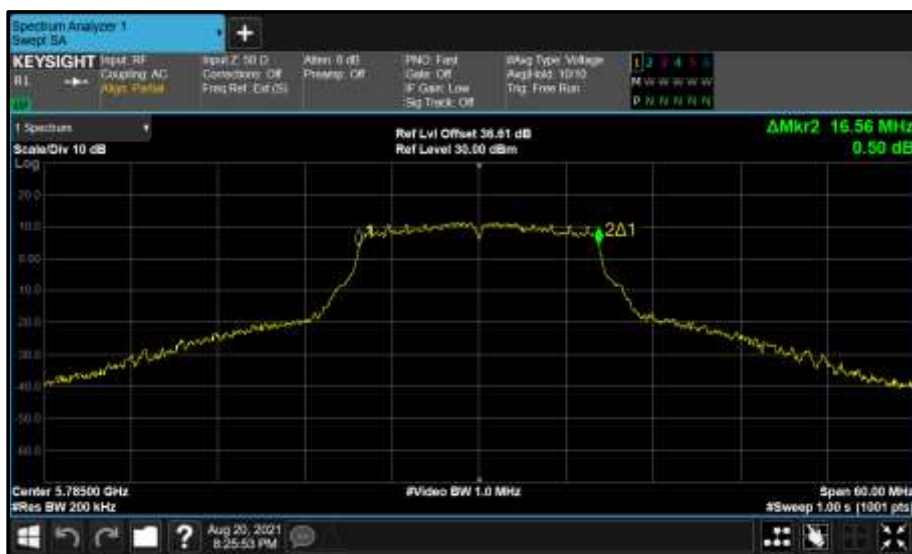 Spectrum Analyzer 1
Swept SA
+
KEYSIGHT Input: RF
Coupling: AC
Align: Partial
Input Z: 50 Ω
Corrections: Off
Freq Ref: Ext (S)
Atten: 6 dB
Preamp: Off
PNO: Fast
Gate: Off
IF Gain: Low
Sig Track: Off
#Avg Type: Voltage
Avg|Hold: 10/10
Trig: Free Run
1 2 3 4 5 6
M W W W W W
P N N N N N
1 Spectrum
Scale/Div 10 dB
Ref Lvl Offset 36.61 dB
Ref Level 30.00 dBm
ΔMkr2 16.56 MHz
0.50 dB
Log
20.0
10.0
0.00
-10.0
-20.0
-30.0
-40.0
-50.0
-60.0
2Δ1
Center 5.78500 GHz
#Res BW 200 kHz
#Video BW 1.0 MHz
Span 60.00 MHz
#Sweep 1.00 s (1001 pts)
?
Aug 20, 2021
8:25:53 PM